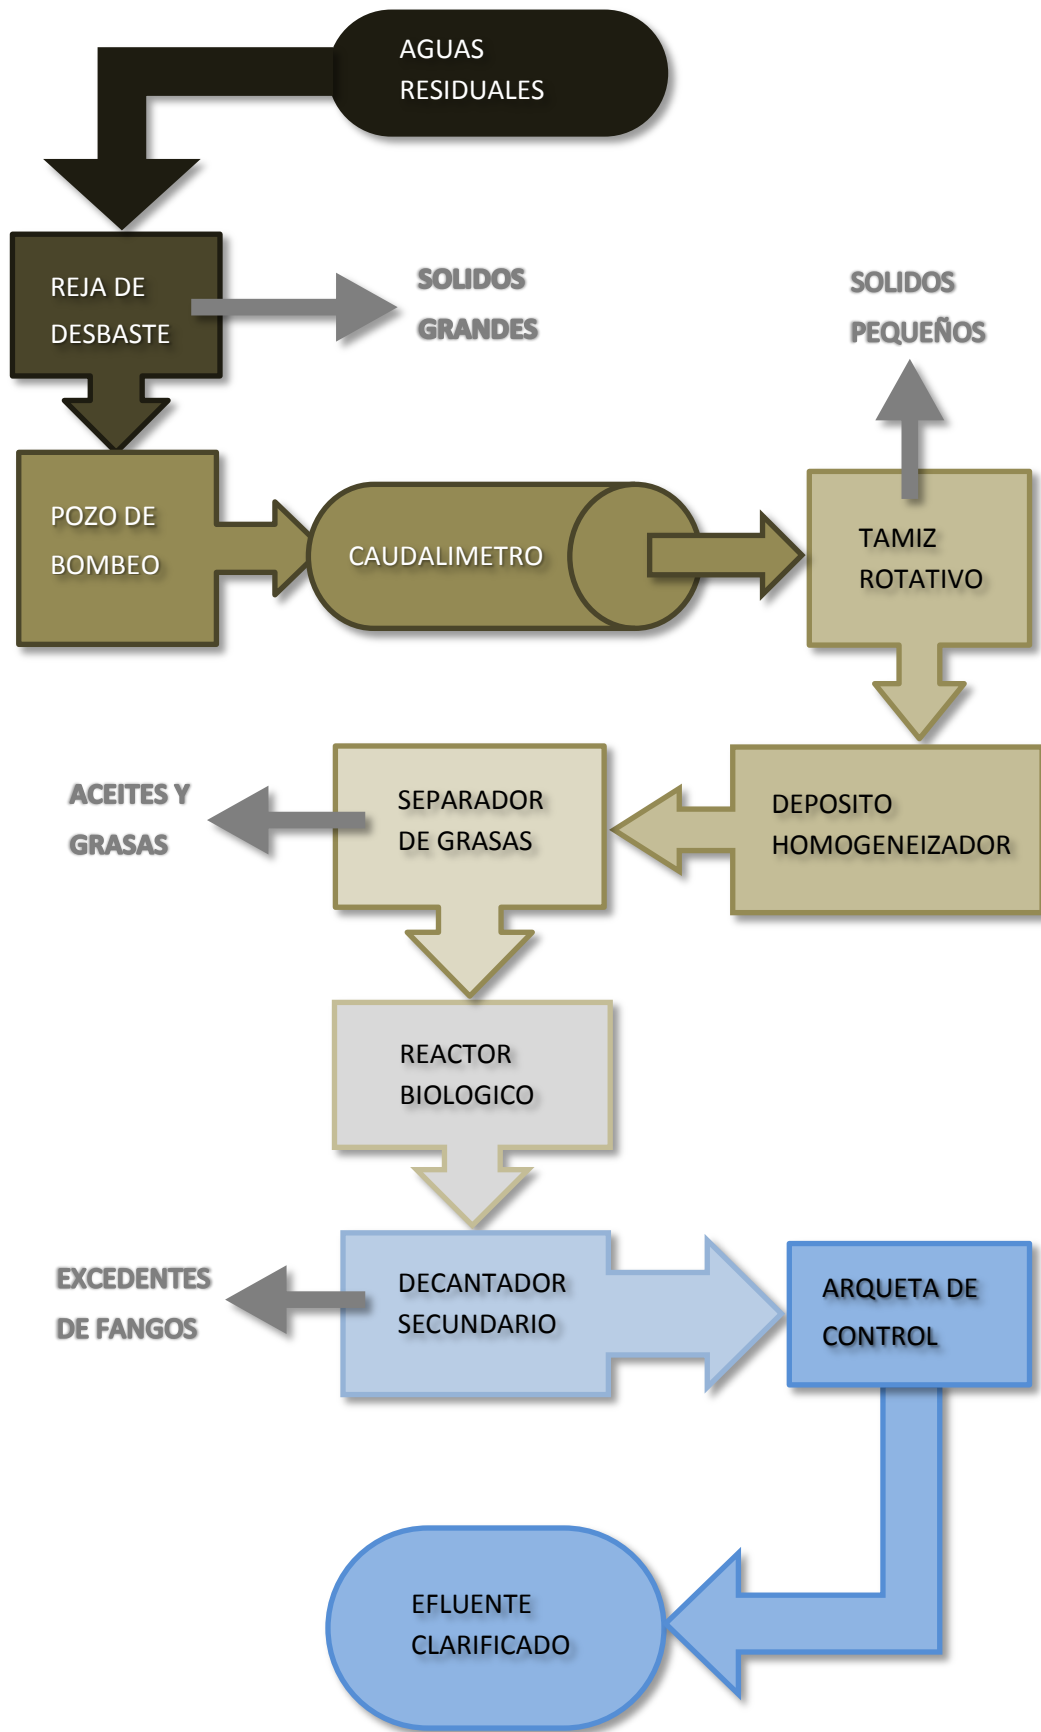 AGUAS
RESIDUALES
REJA DE
DESBASTE
SOLIDOS
GRANDES
SOLIDOS
PEQUEÑOS
POZO DE
BOMBEO
CAUDALIMETRO
TAMIZ
ROTATIVO
ACEITES Y
GRASAS
SEPARADOR
DE GRASAS
DEPOSITO
HOMOGENEIZADOR
REACTOR
BIOLOGICO
EXCEDENTES
DE FANGOS
DECANTADOR
SECUNDARIO
ARQUETA DE
CONTROL
EFLUENTE
CLARIFICADO